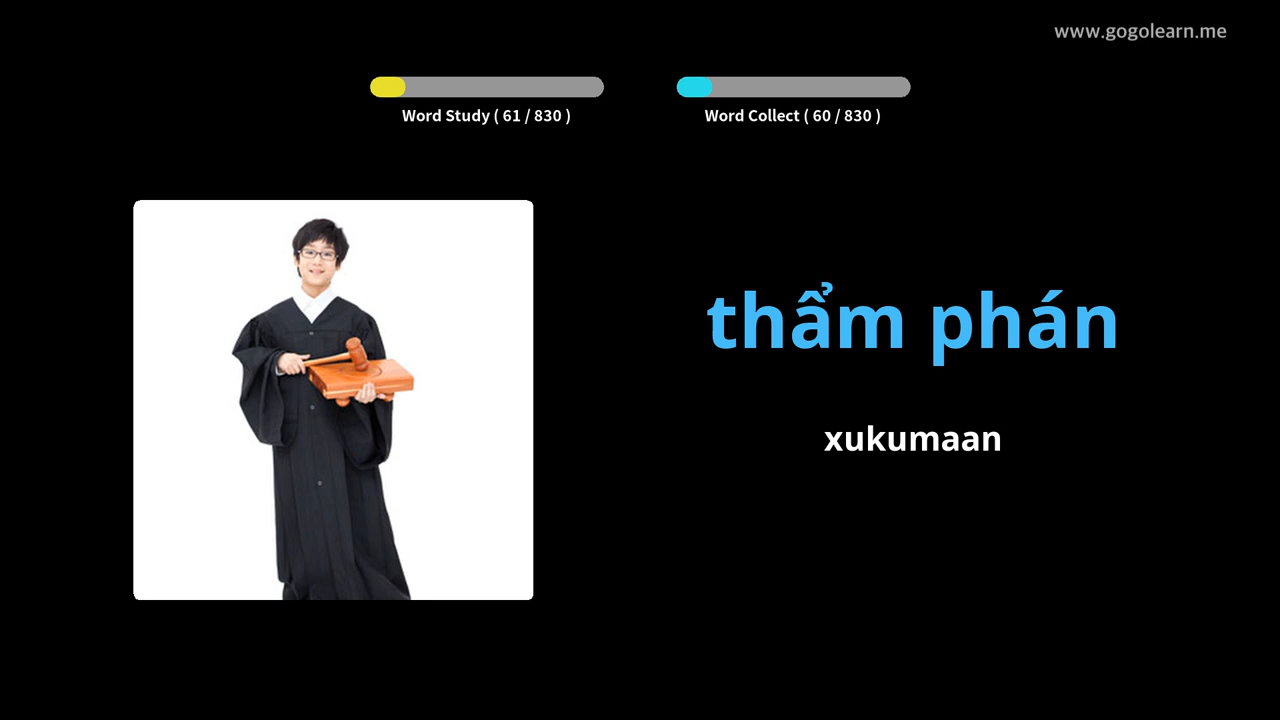 www.gogolearn.me
Word Study ( 61 / 830 )
Word Collect ( 60 / 830 )
thẩm phán
xukumaan